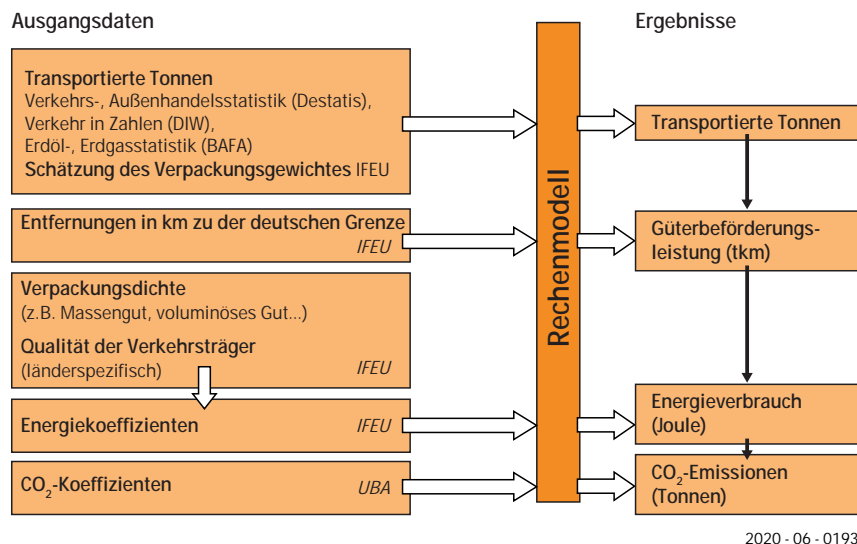 Ausgangsdaten
Ergebnisse
Transportierte Tonnen
Verkehrs-, Außenhandelsstatistik (Destatis),
Verkehr in Zahlen (DIW),
Erdöl-, Erdgasstatistik (BAFA)
Schätzung des Verpackungsgewichtes IFEU
Entfernungen in km zu der deutschen Grenze
IFEU
Verpackungsdichte
(z.B. Massengut, voluminöses Gut...)
Qualität der Verkehrsträger
(länderspezifisch) IFEU
Energiekoeffizienten IFEU
CO₂-Koeffizienten UBA
Rechenmodell
Transportierte Tonnen
Güterbeförderungs-
leistung (tkm)
Energieverbrauch
(Joule)
CO₂-Emissionen
(Tonnen)
2020 - 06 - 0193